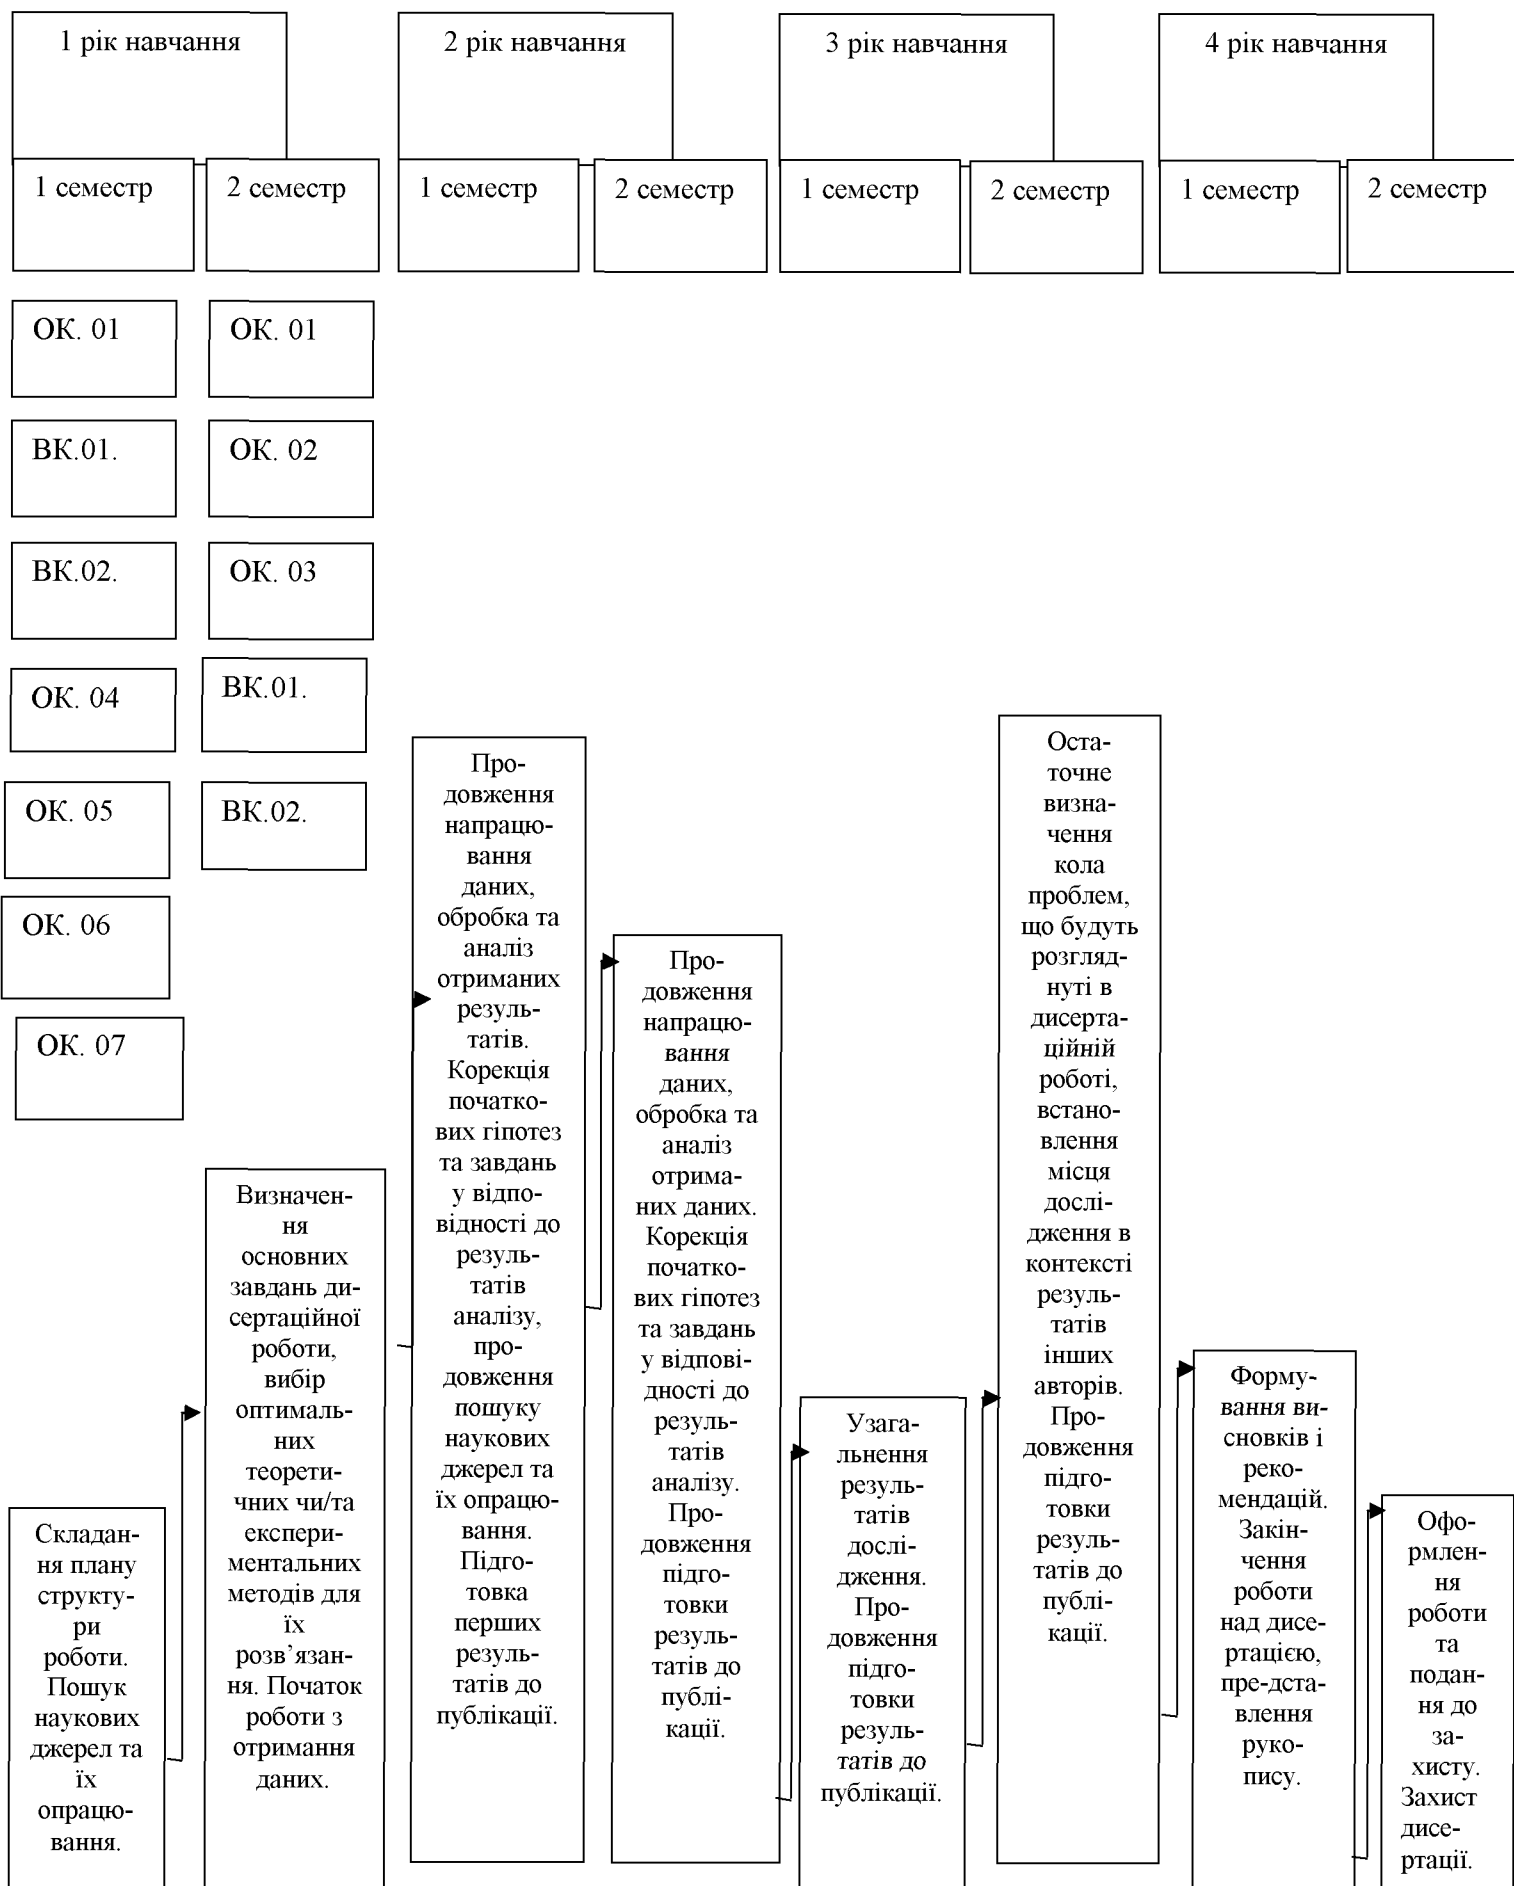 1 рік навчання
2 рік навчання
3 рік навчання
4 рік навчання
1 семестр
2 семестр
1 семестр
2 семестр
1 семестр
2 семестр
1 семестр
2 семестр
ОК. 01
ВК.01.
ВК.02.
ОК. 04
ОК. 05
ОК. 06
ОК. 07
ОК. 01
ОК. 02
ОК. 03
ВК.01.
ВК.02.
Складан-
ня плану
структу-
ри
роботи.
Пошук
наукових
джерел та
їх
опрацю-
вання.
Визначен-
ня
основних
завдань ди-
сертаційної
роботи,
вибір
оптималь-
них
теорети-
чних чи/та
експери-
ментальних
методів для
їх
розв’язан-
ня. Початок
роботи з
отримання
даних.
Про-
довження
напрацю-
вання
даних,
обробка та
аналіз
отриманих
резуль-
татів.
Корекція
початко-
вих гіпотез
та завдань
у відпо-
відності до
резуль-
татів
аналізу,
про-
довження
пошуку
наукових
джерел та
їх опрацю-
вання.
Підго-
товка
перших
резуль-
татів до
публікації.
Про-
довження
напрацю-
вання
даних,
обробка та
аналіз
отрима-
них даних.
Корекція
початко-
вих гіпотез
та завдань
у відпові-
дності до
резуль-
татів
аналізу.
Про-
довження
підго-
товки
резуль-
татів до
публі-
кації.
Узага-
льнення
резуль-
татів
дослі-
дження.
Про-
довження
підго-
товки
резуль-
татів до
публікації.
Оста-
точне
визна-
чення
кола
проблем,
що будуть
розгляд-
нуті в
дисерта-
ційній
роботі,
встано-
влення
місця
дослі-
дження в
контексті
резуль-
татів
інших
авторів.
Про-
довження
підго-
товки
резуль-
татів до
публі-
кації.
Форму-
вання ви-
сновків і
реко-
мендацій.
Закін-
чення
роботи
над дисе-
ртацією,
пре-дста-
влення
руко-
пису.
Офо-
рмлен-
ня
роботи
та
подан-
ня до
за-
хисту.
Захист
дисе-
ртації.